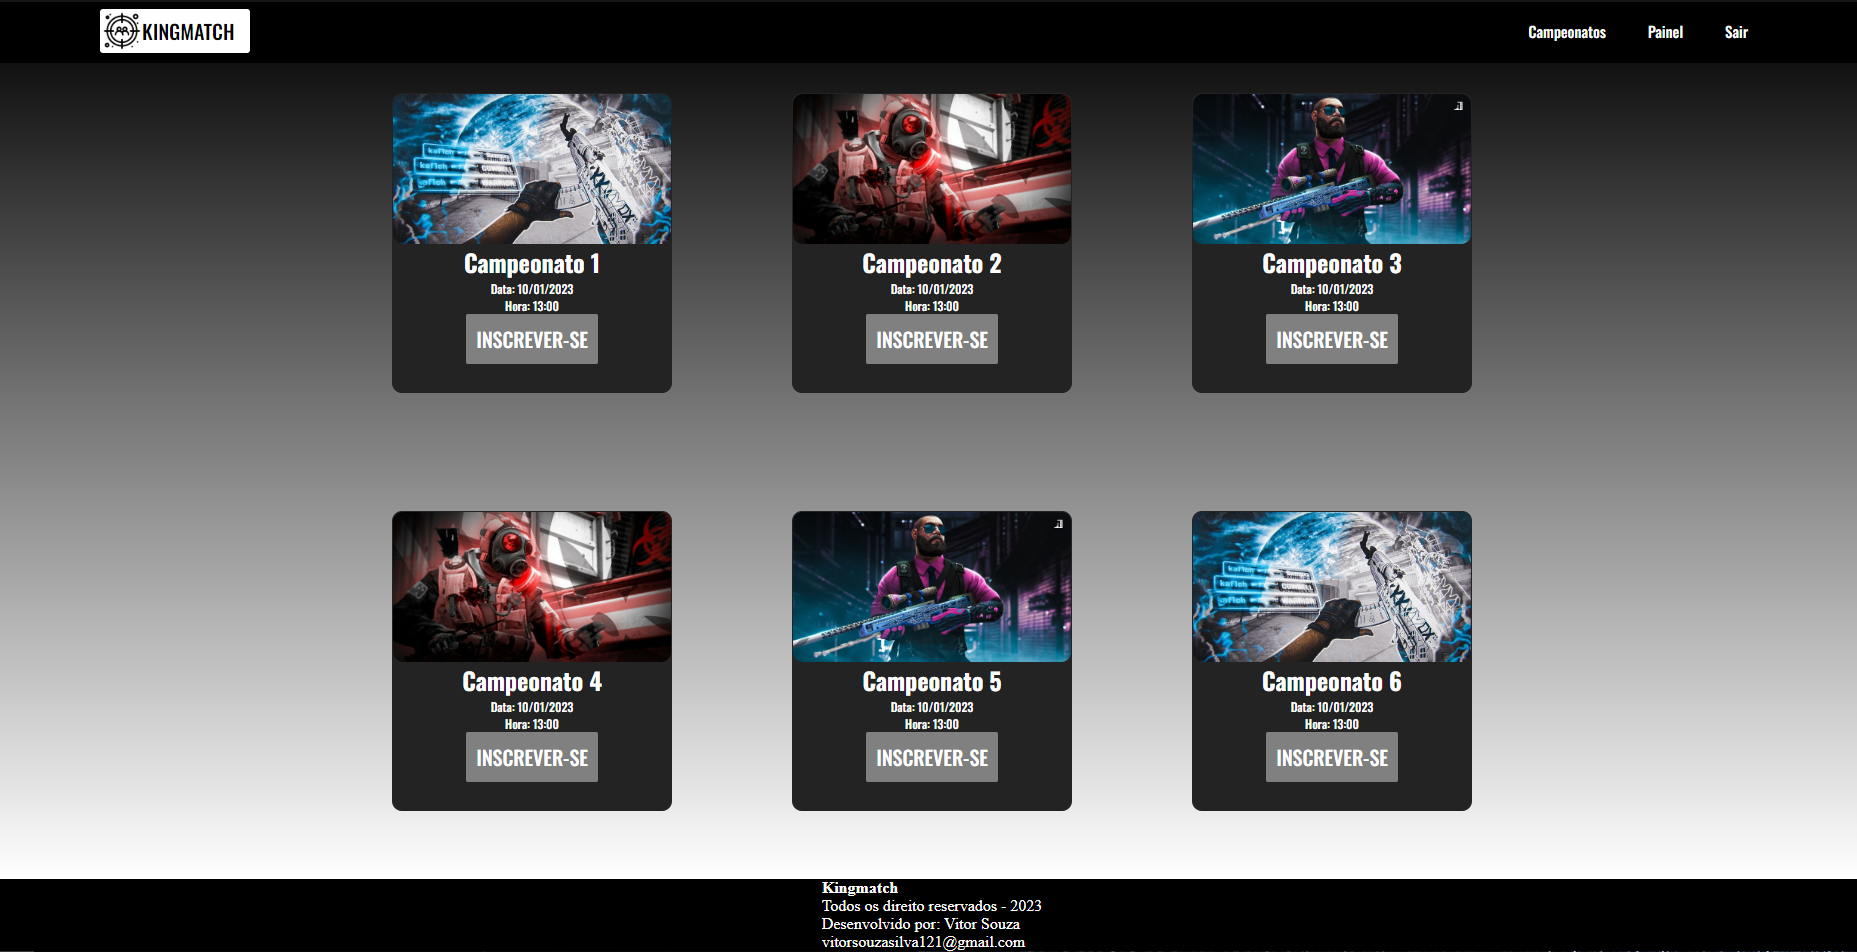 KINGMATCH
Campeonatos Painel Sair
Campeonato 1
Data: 10/01/2023
Hora: 13:00
INSCREVER-SE
Campeonato 2
Data: 10/01/2023
Hora: 13:00
INSCREVER-SE
Campeonato 3
Data: 10/01/2023
Hora: 13:00
INSCREVER-SE
Campeonato 4
Data: 10/01/2023
Hora: 13:00
INSCREVER-SE
Campeonato 5
Data: 10/01/2023
Hora: 13:00
INSCREVER-SE
Campeonato 6
Data: 10/01/2023
Hora: 13:00
INSCREVER-SE
Kingmatch
Todos os direito reservados - 2023
Desenvolvido por: Vitor Souza
vitorsouzasilva121@gmail.com